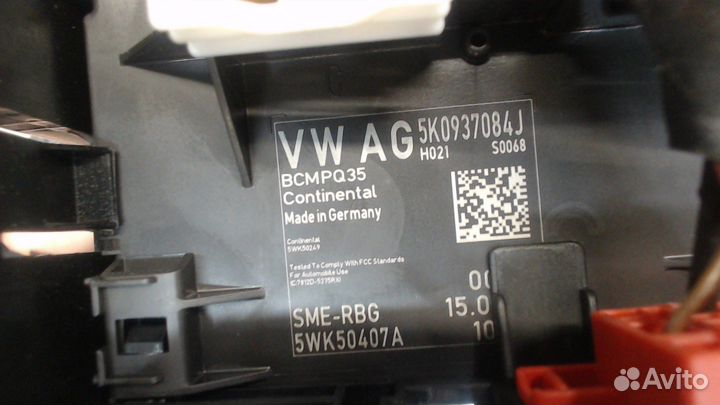 VW AG 5K0937084J
H021 S0068
BCMPQ35
Continental
Made in Germany
Continental
5WK50249
Tested To Comply With FCC Standards
For Automobile Use
SME-RBG 15.0
5WK50407A 10
Avito